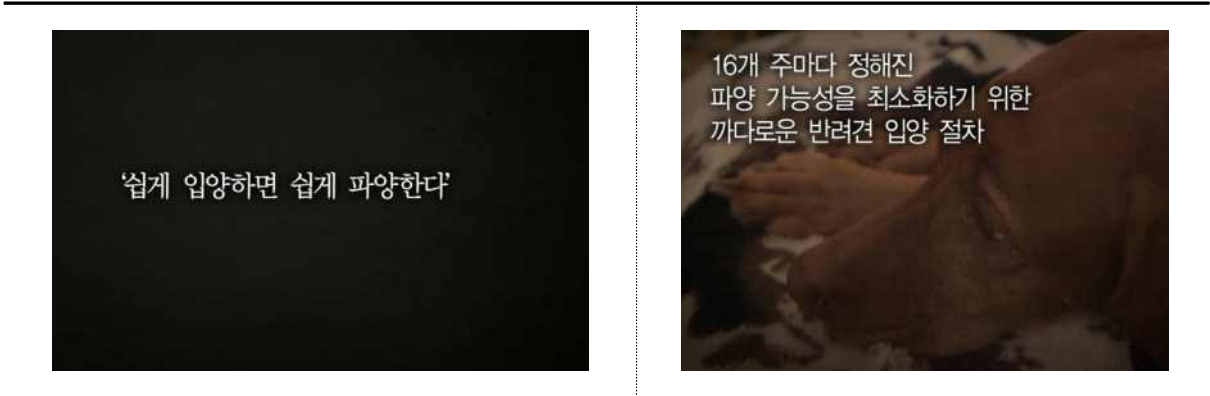 ‘쉽게 입양하면 쉽게 파양한다’
16개 주마다 정해진
파양 가능성을 최소화하기 위한
까다로운 반려견 입양 절차